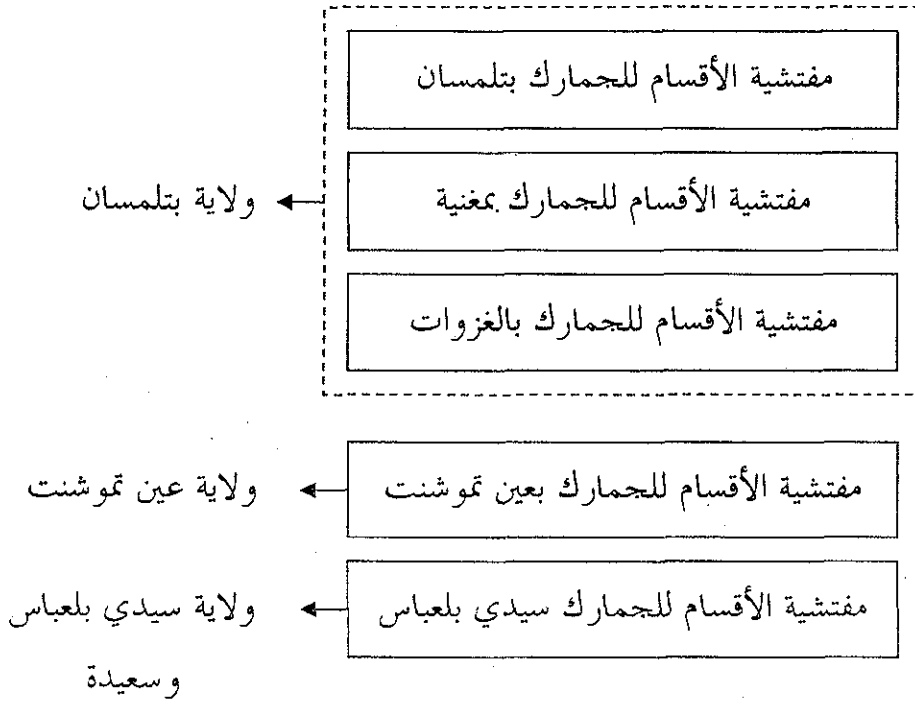 مفتشية الأقسام للجمارك بتلمسان
مفتشية الأقسام للجمارك بمغنية
ولاية بتلمسان
مفتشية الأقسام للجمارك بالغزوات
مفتشية الأقسام للجمارك بعين تموشنت
ولاية عين تموشنت
مفتشية الأقسام للجمارك سيدي بلعباس
ولاية سيدي بلعباس
وسعيدة